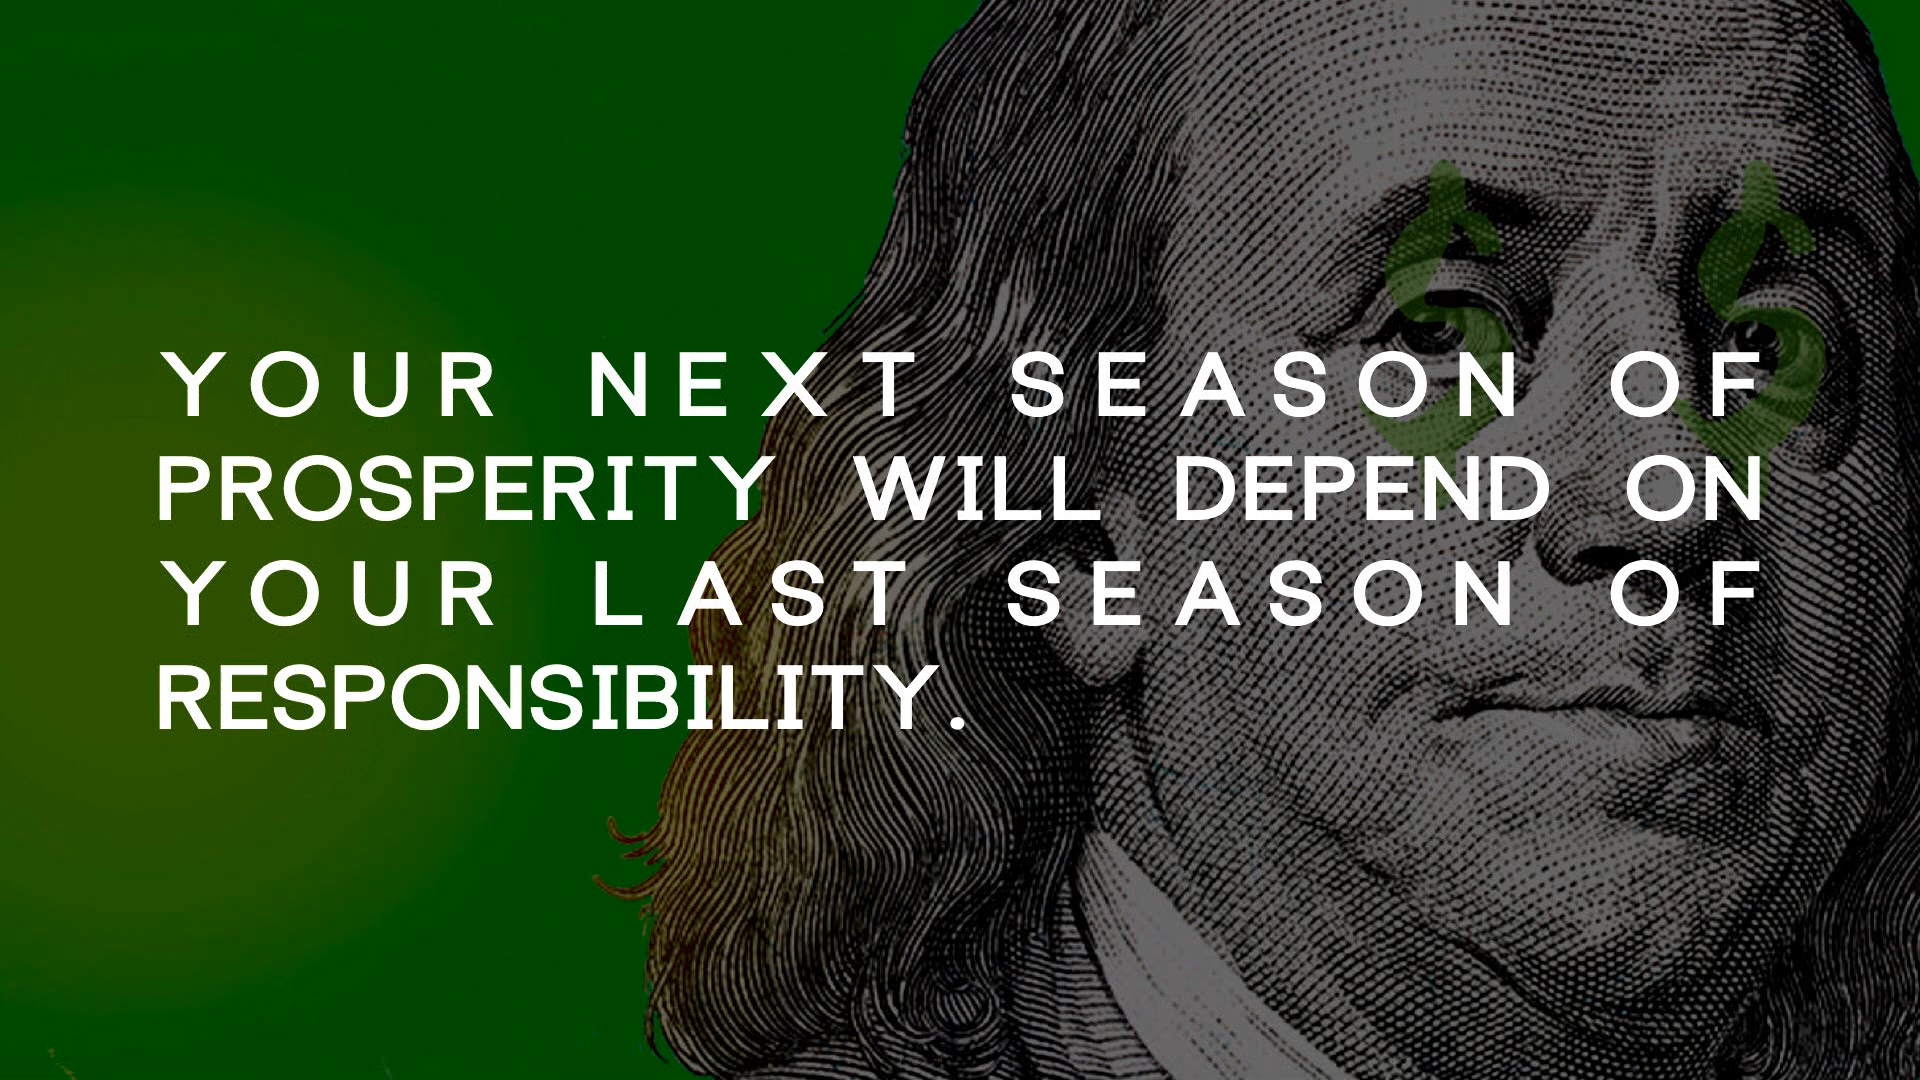 YOUR NEXT SEASON OF
PROSPERITY WILL DEPEND ON
YOUR LAST SEASON OF
RESPONSIBILITY.